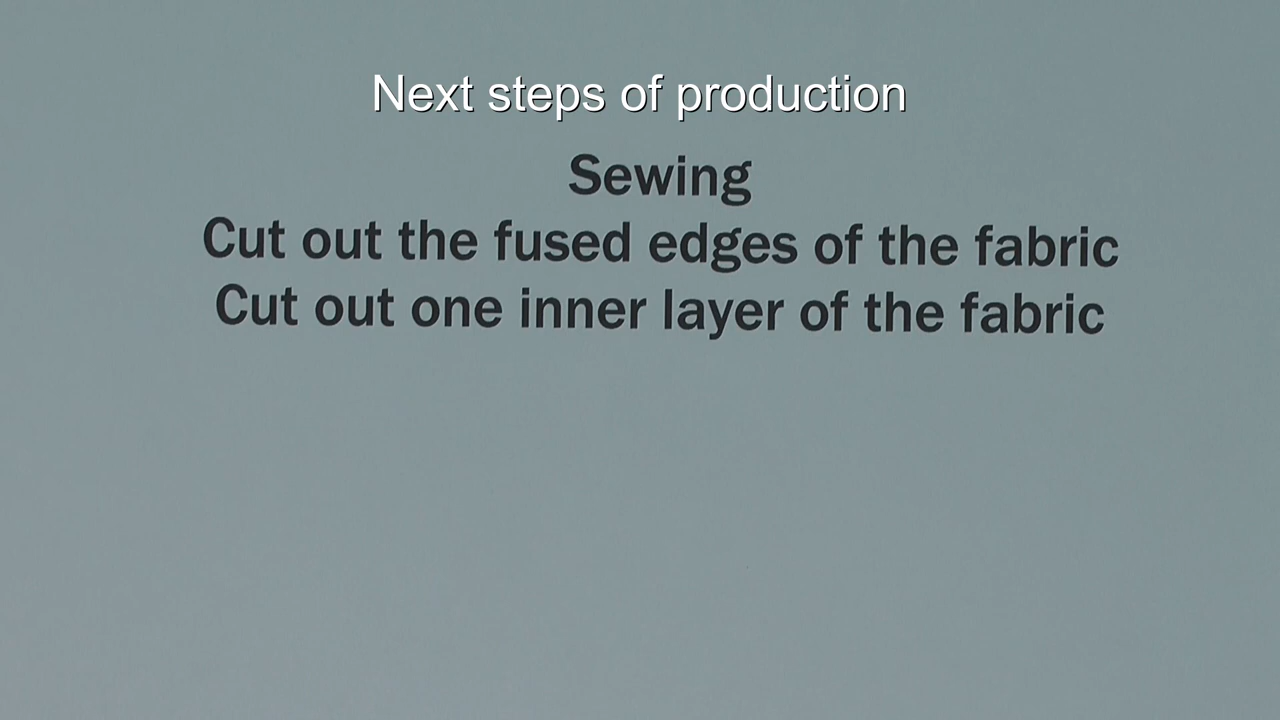 Next steps of production
Sewing
Cut out the fused edges of the fabric
Cut out one inner layer of the fabric